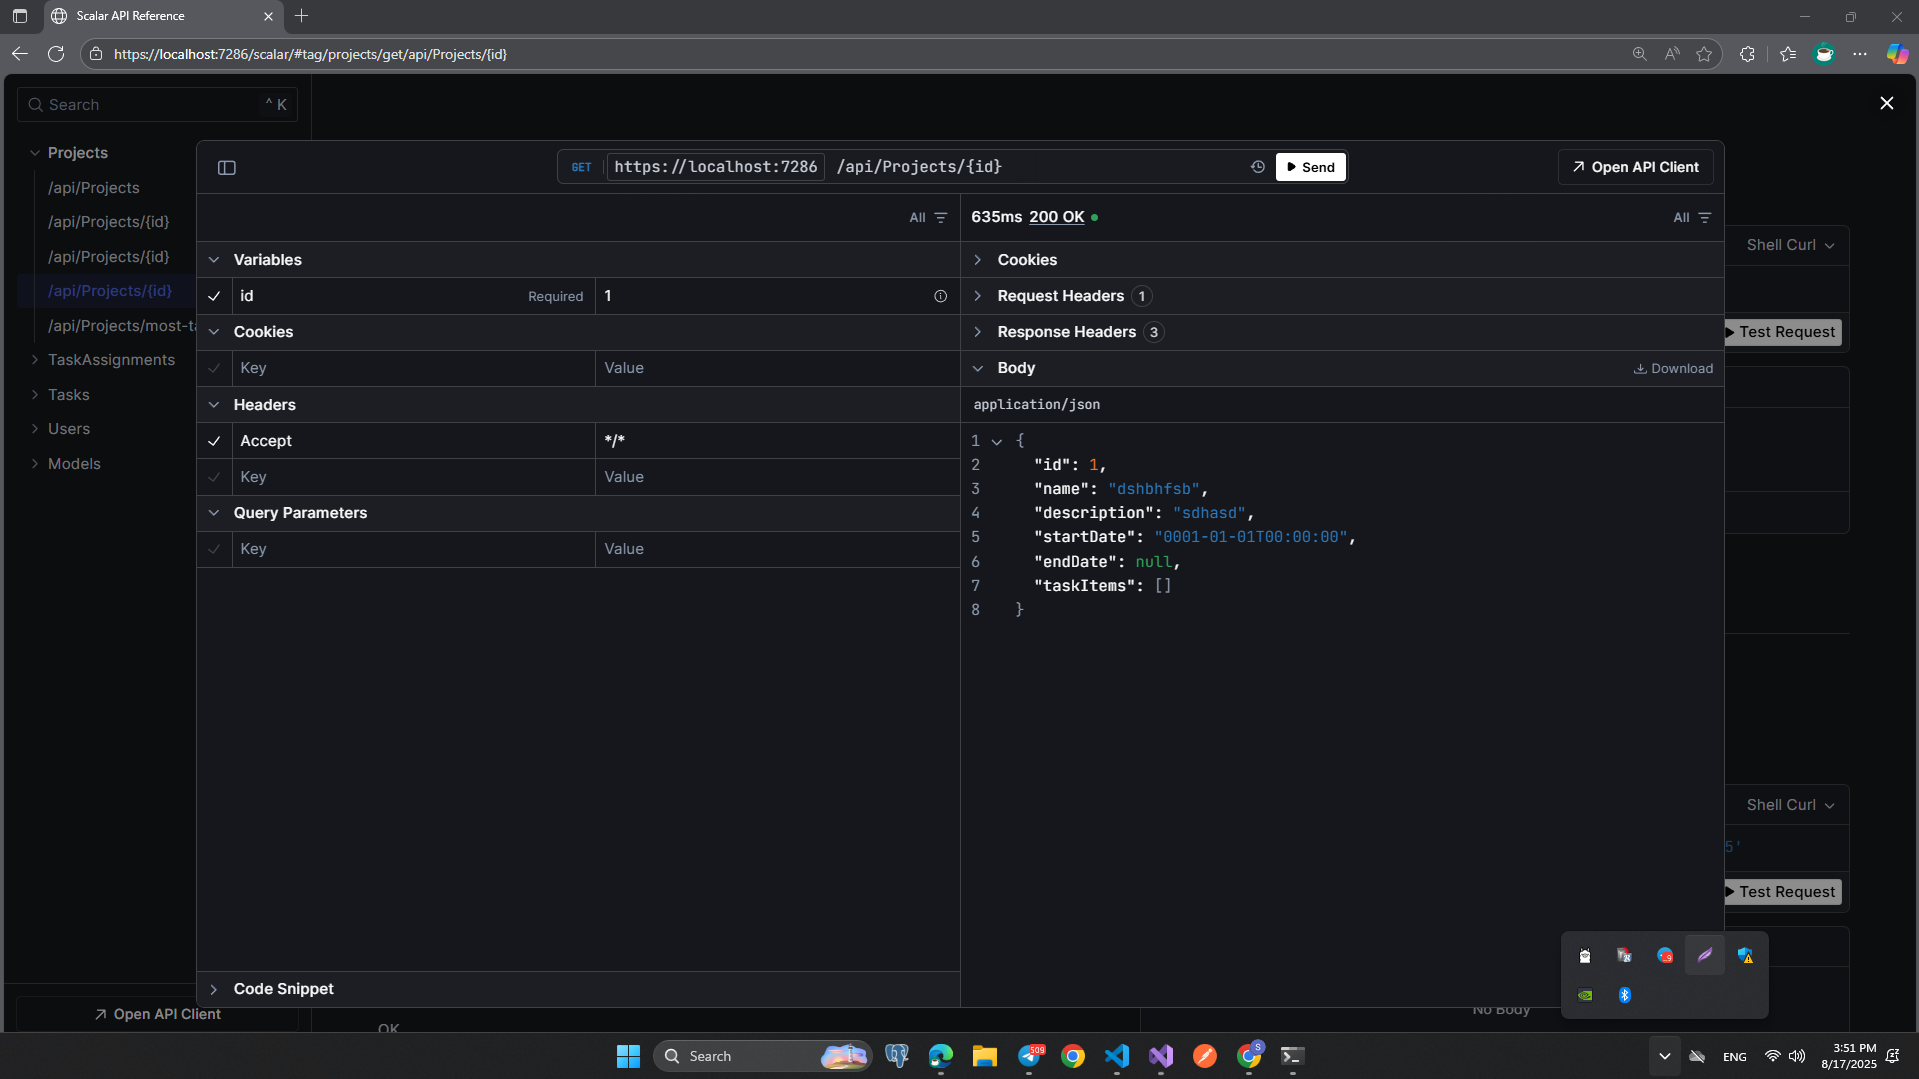 Scalar API Reference
https://localhost:7286/scalar/#tag/projects/get/api/Projects/{id}
Search ^ K
Projects
/api/Projects
/api/Projects/{id}
/api/Projects/{id}
/api/Projects/{id}
/api/Projects/most-ta
TaskAssignments
Tasks
Users
Models
Open API Client
GET https://localhost:7286 /api/Projects/{id}
Send
Open API Client
All
Variables
id Required 1
Cookies
Key Value
Headers
Accept */*
Key Value
Query Parameters
Key Value
Code Snippet
635ms 200 OK
All
Cookies
Request Headers 1
Response Headers 3
Body Download
application/json
1 {
2 "id": 1,
3 "name": "dshbhfsb",
4 "description": "sdhasd",
5 "startDate": "0001-01-01T00:00:00",
6 "endDate": null,
7 "taskItems": []
8 }
Shell Curl
Test Request
Shell Curl
5'
Test Request
No Body
OK
Search
509
S
ENG
3:51 PM
8/17/2025